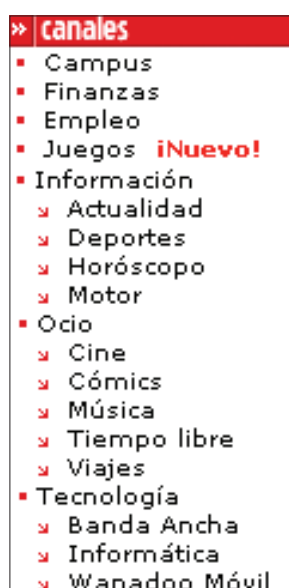 » canales
Campus
Finanzas
Empleo
Juegos ¡Nuevo!
Información
Actualidad
Deportes
Horóscopo
Motor
Ocio
Cine
Cómics
Música
Tiempo libre
Viajes
Tecnología
Banda Ancha
Informática
Wanadoo Móvil